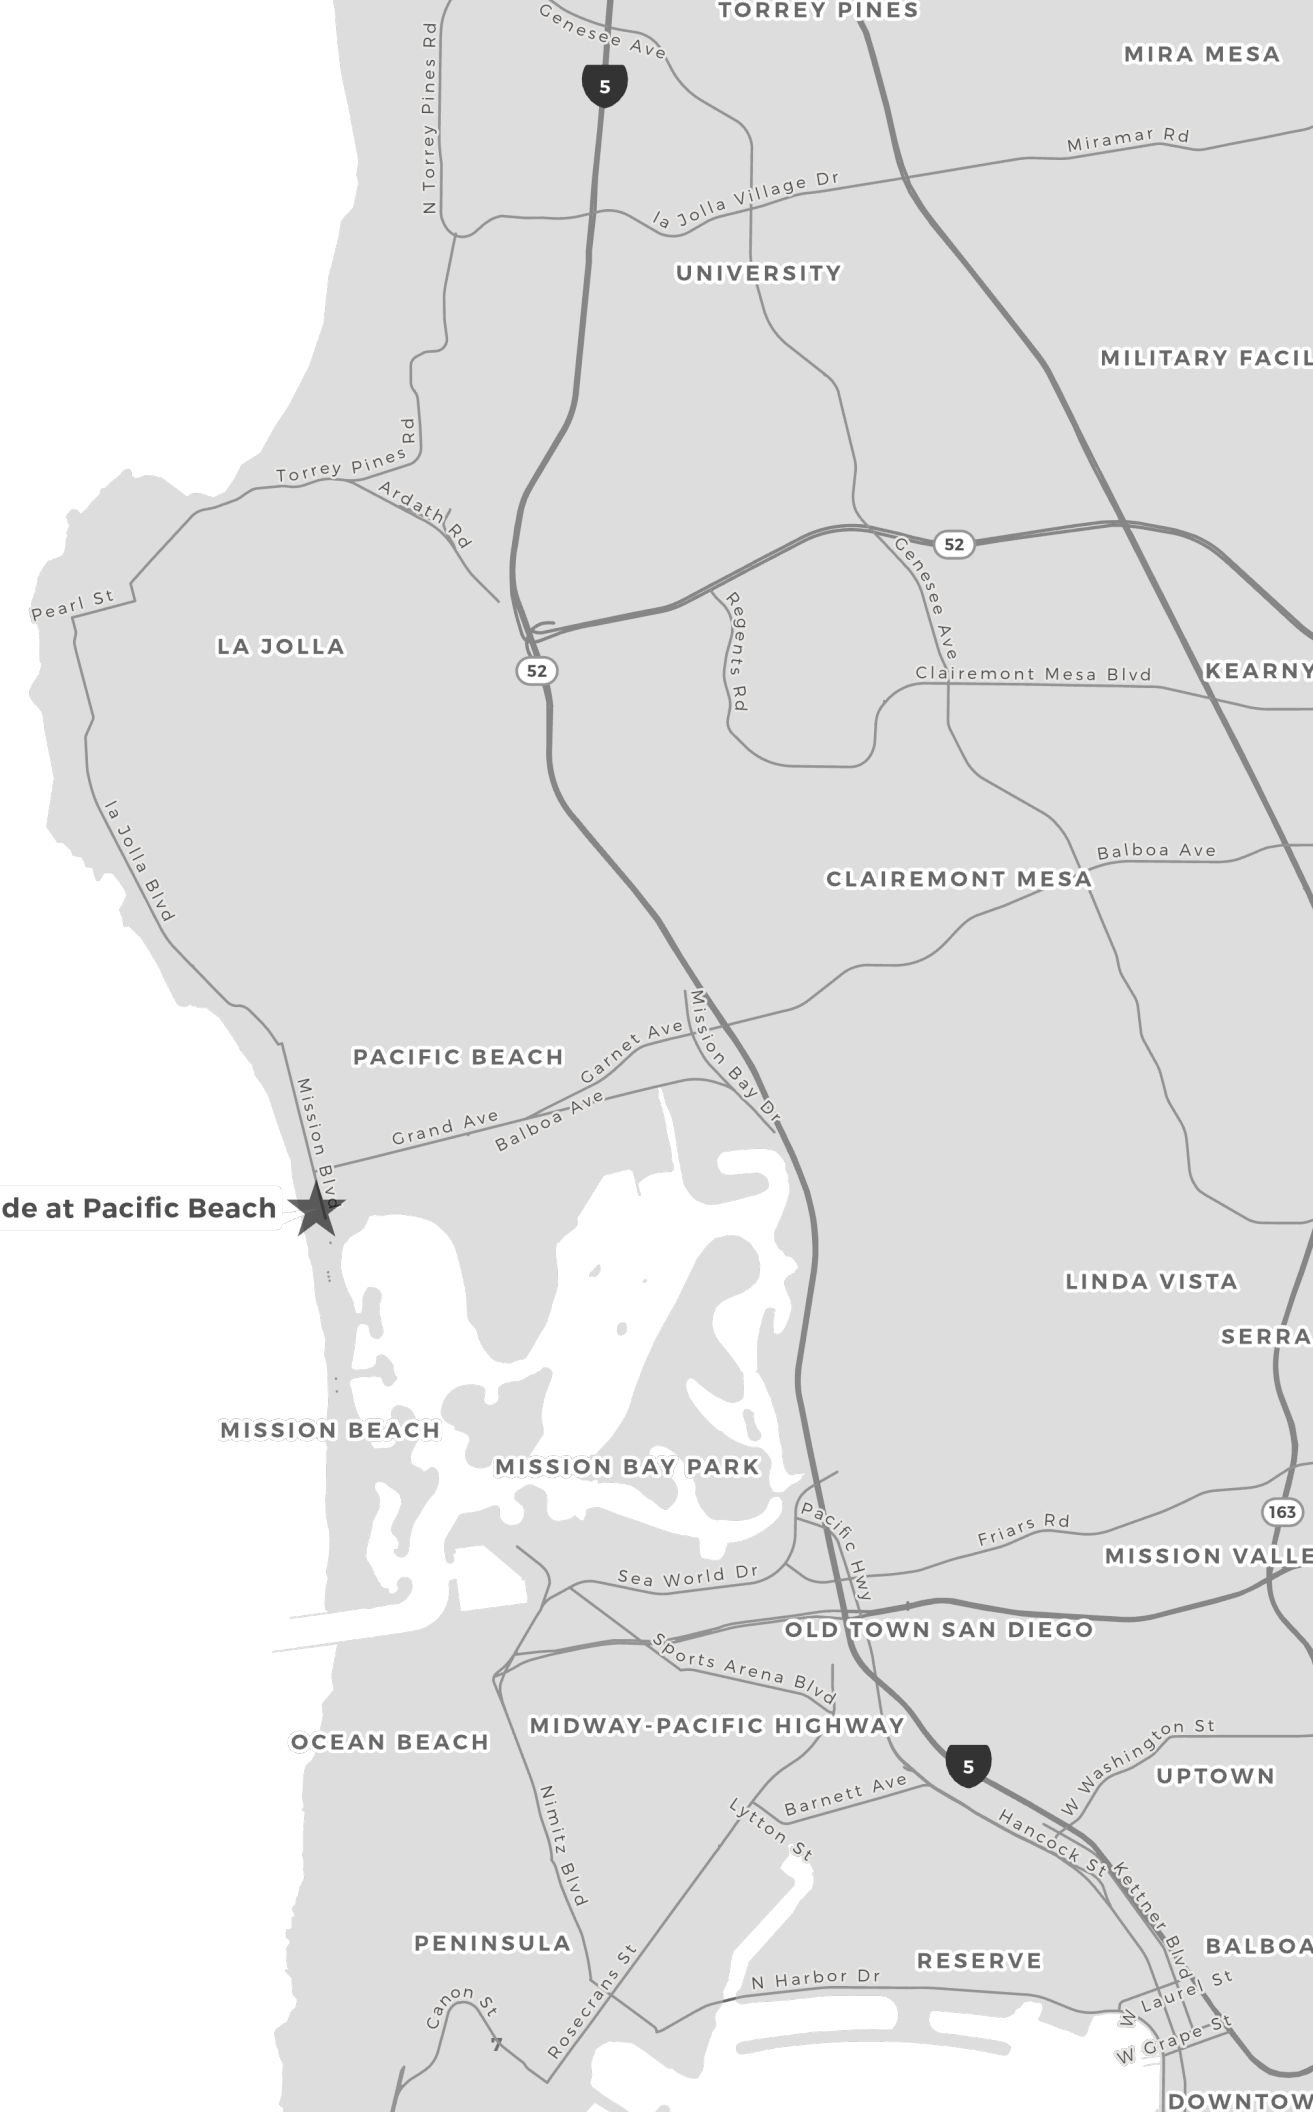 TORREY PINES
Genesee Ave
N Torrey Pines Rd
MIRA MESA
5
Miramar Rd
la Jolla Village Dr
UNIVERSITY
MILITARY FACIL
Torrey Pines Rd
Ardath Rd
52
Genesee Ave
Pearl St
Regents Rd
LA JOLLA
52
Clairemont Mesa Blvd
KEARNY
la Jolla Blvd
Balboa Ave
CLAIREMONT MESA
Mission Bay Dr
Garnet Ave
PACIFIC BEACH
Mission Blvd
Grand Ave
Balboa Ave
de at Pacific Beach
LINDA VISTA
SERRA
MISSION BEACH
MISSION BAY PARK
163
Pacific Hwy
Friars Rd
MISSION VALLE
Sea World Dr
OLD TOWN SAN DIEGO
Sports Arena Blvd
MIDWAY-PACIFIC HIGHWAY
OCEAN BEACH
W Washington St
5
UPTOWN
Nimitz Blvd
Barnett Ave
Lytton St
Hancock St
Kettner Blvd
PENINSULA
BALBOA
RESERVE
Rosecrans St
N Harbor Dr
W Laurel St
Canon St
W Grape St
DOWNTOW